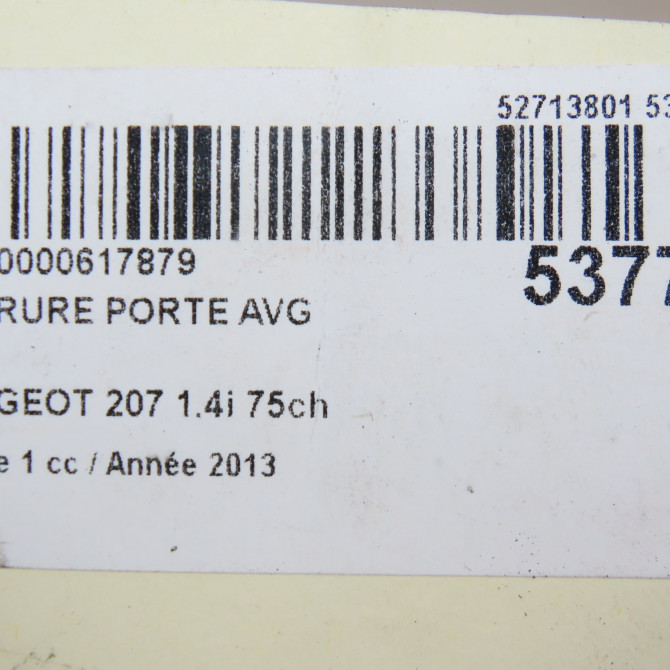 52713801 53
0000617879
5377
RURE PORTE AVG
GEOT 207 1.4i 75ch
e 1 cc / Année 2013